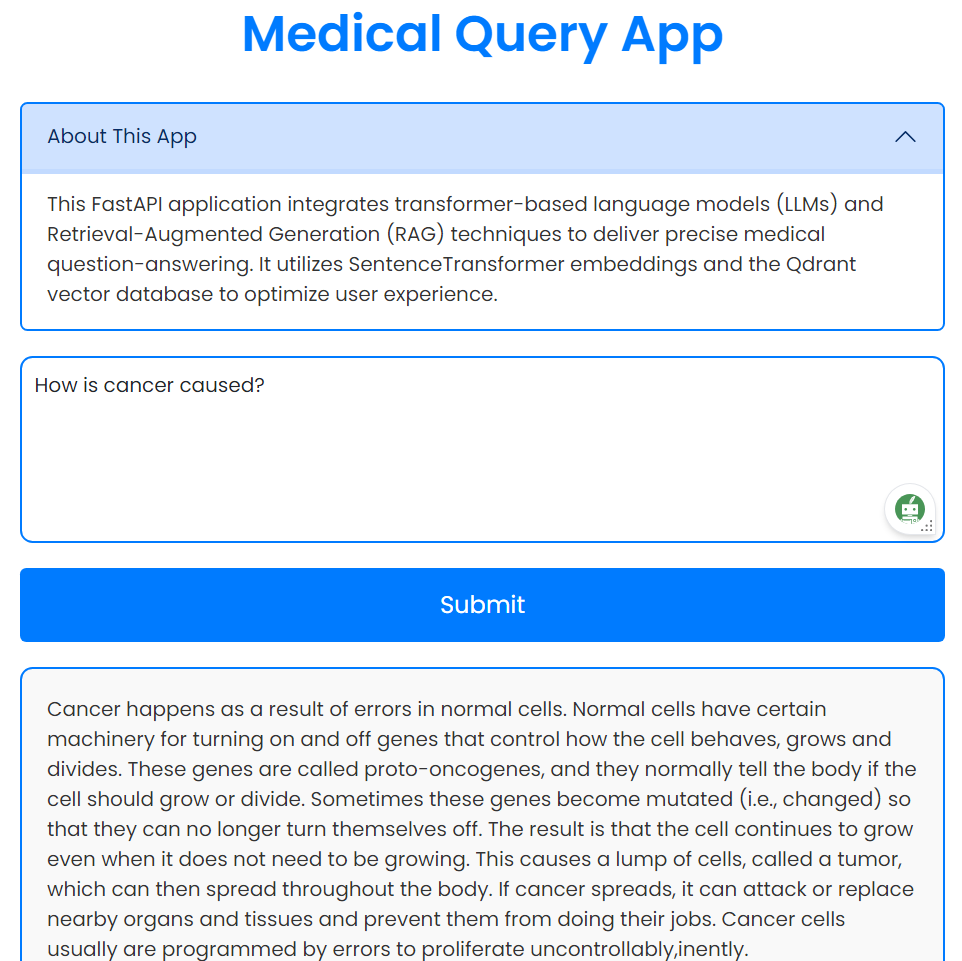 Medical Query App
About This App
This FastAPI application integrates transformer-based language models (LLMs) and
Retrieval-Augmented Generation (RAG) techniques to deliver precise medical
question-answering. It utilizes SentenceTransformer embeddings and the Qdrant
vector database to optimize user experience.
How is cancer caused?
Submit
Cancer happens as a result of errors in normal cells. Normal cells have certain
machinery for turning on and off genes that control how the cell behaves, grows and
divides. These genes are called proto-oncogenes, and they normally tell the body if the
cell should grow or divide. Sometimes these genes become mutated (i.e., changed) so
that they can no longer turn themselves off. The result is that the cell continues to grow
even when it does not need to be growing. This causes a lump of cells, called a tumor,
which can then spread throughout the body. If cancer spreads, it can attack or replace
nearby organs and tissues and prevent them from doing their jobs. Cancer cells
usually are programmed by errors to proliferate uncontrollably,inently.